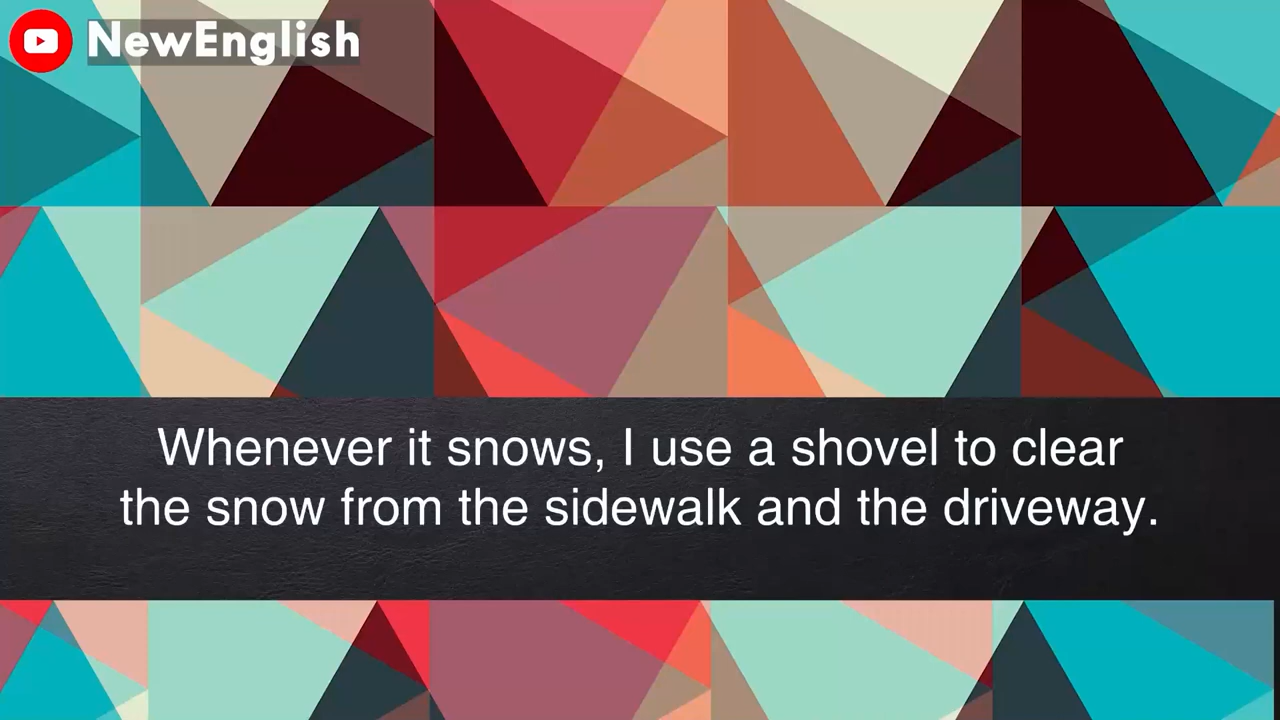 NewEnglish
Whenever it snows, I use a shovel to clear
the snow from the sidewalk and the driveway.